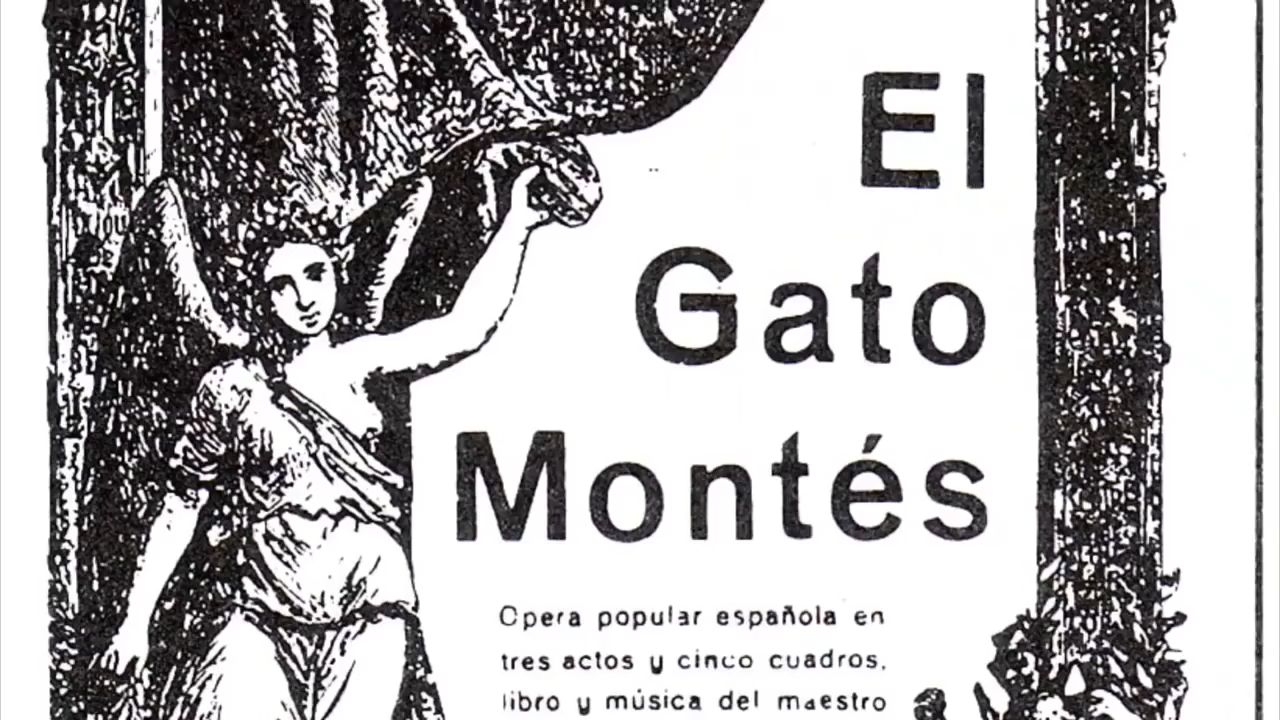 El
Gato
Montés
Opera popular española en
tres actos y cinco cuadros,
libro y música del maestro